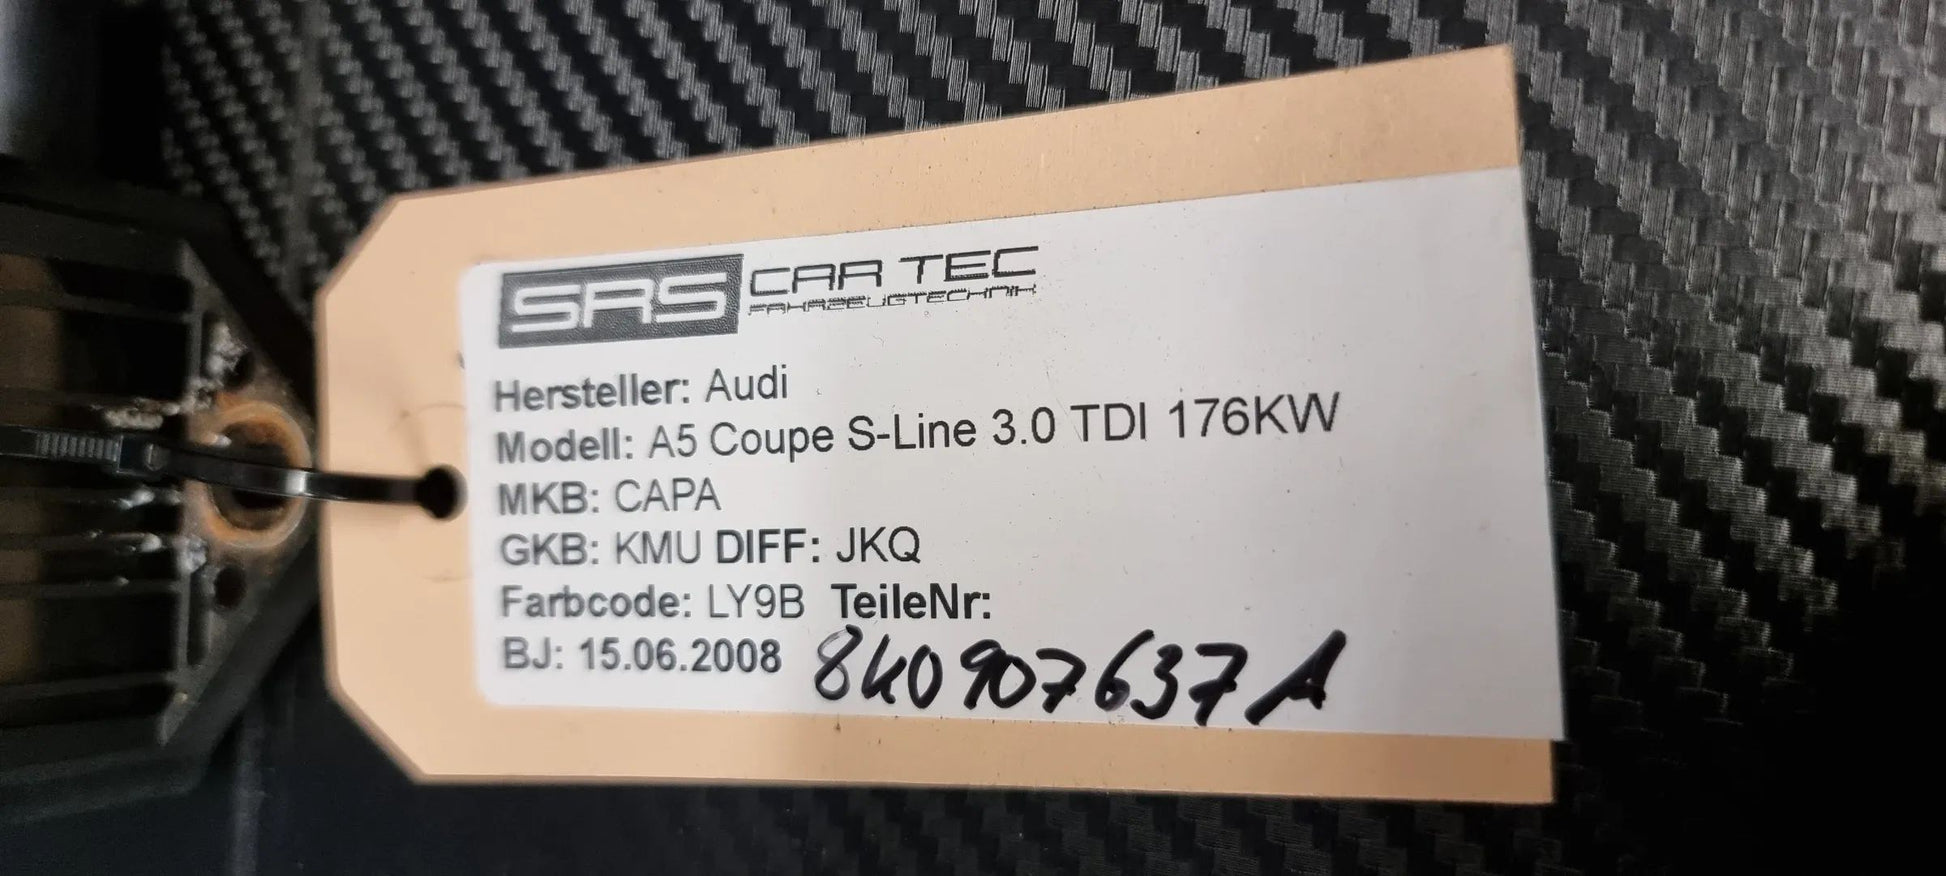 SRS CAR TEC
FAHRZEUGTECHNIK
Hersteller: Audi
Modell: A5 Coupe S-Line 3.0 TDI 176KW
MKB: CAPA
GKB: KMU DIFF: JKQ
Farbcode: LY9B TeileNr:
BJ: 15.06.2008 8K0907637A